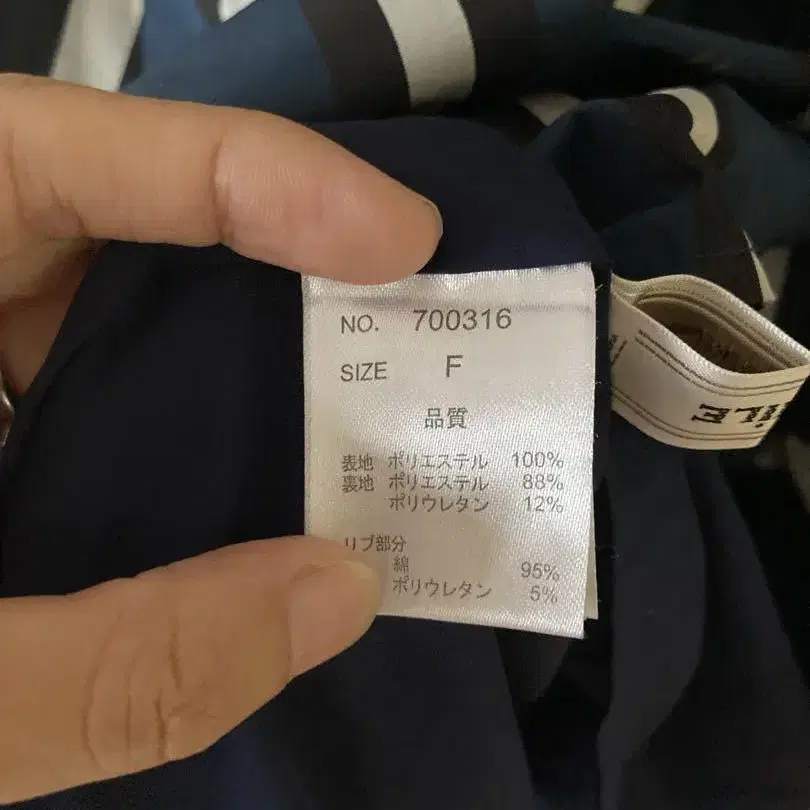 NO. 700316
SIZE F
品質
表地 ポリエステル 100%
裏地 ポリエステル 88%
ポリウレタン 12%
リブ部分
綿 95%
ポリウレタン 5%